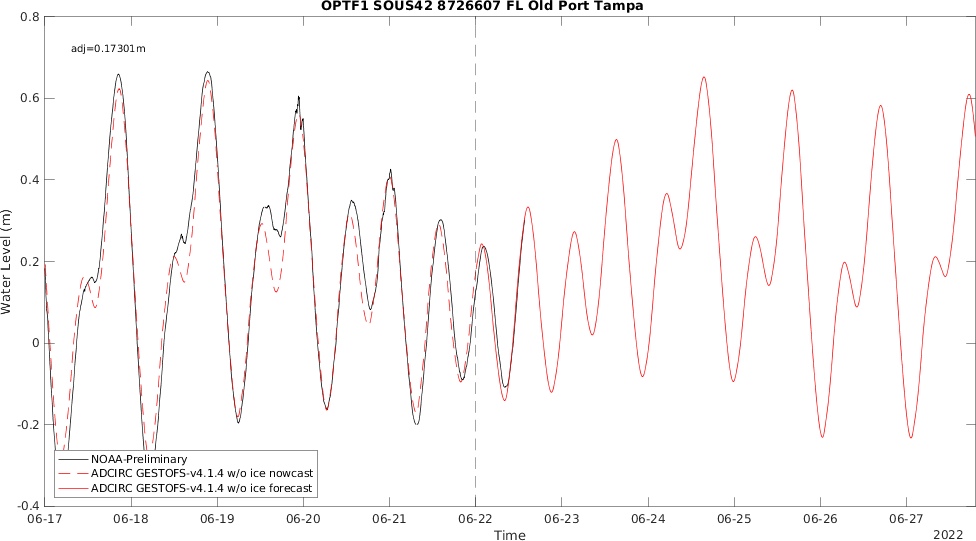 OPTF1 SOUS42 8726607 FL Old Port Tampa
adj=0.17301m
0.8
0.6
0.4
0.2
0
-0.2
-0.4
Water Level (m)
NOAA-Preliminary
ADCIRC GESTOFS-v4.1.4 w/o ice nowcast
ADCIRC GESTOFS-v4.1.4 w/o ice forecast
06-17 06-18 06-19 06-20 06-21 06-22 06-23 06-24 06-25 06-26 06-27
Time
2022